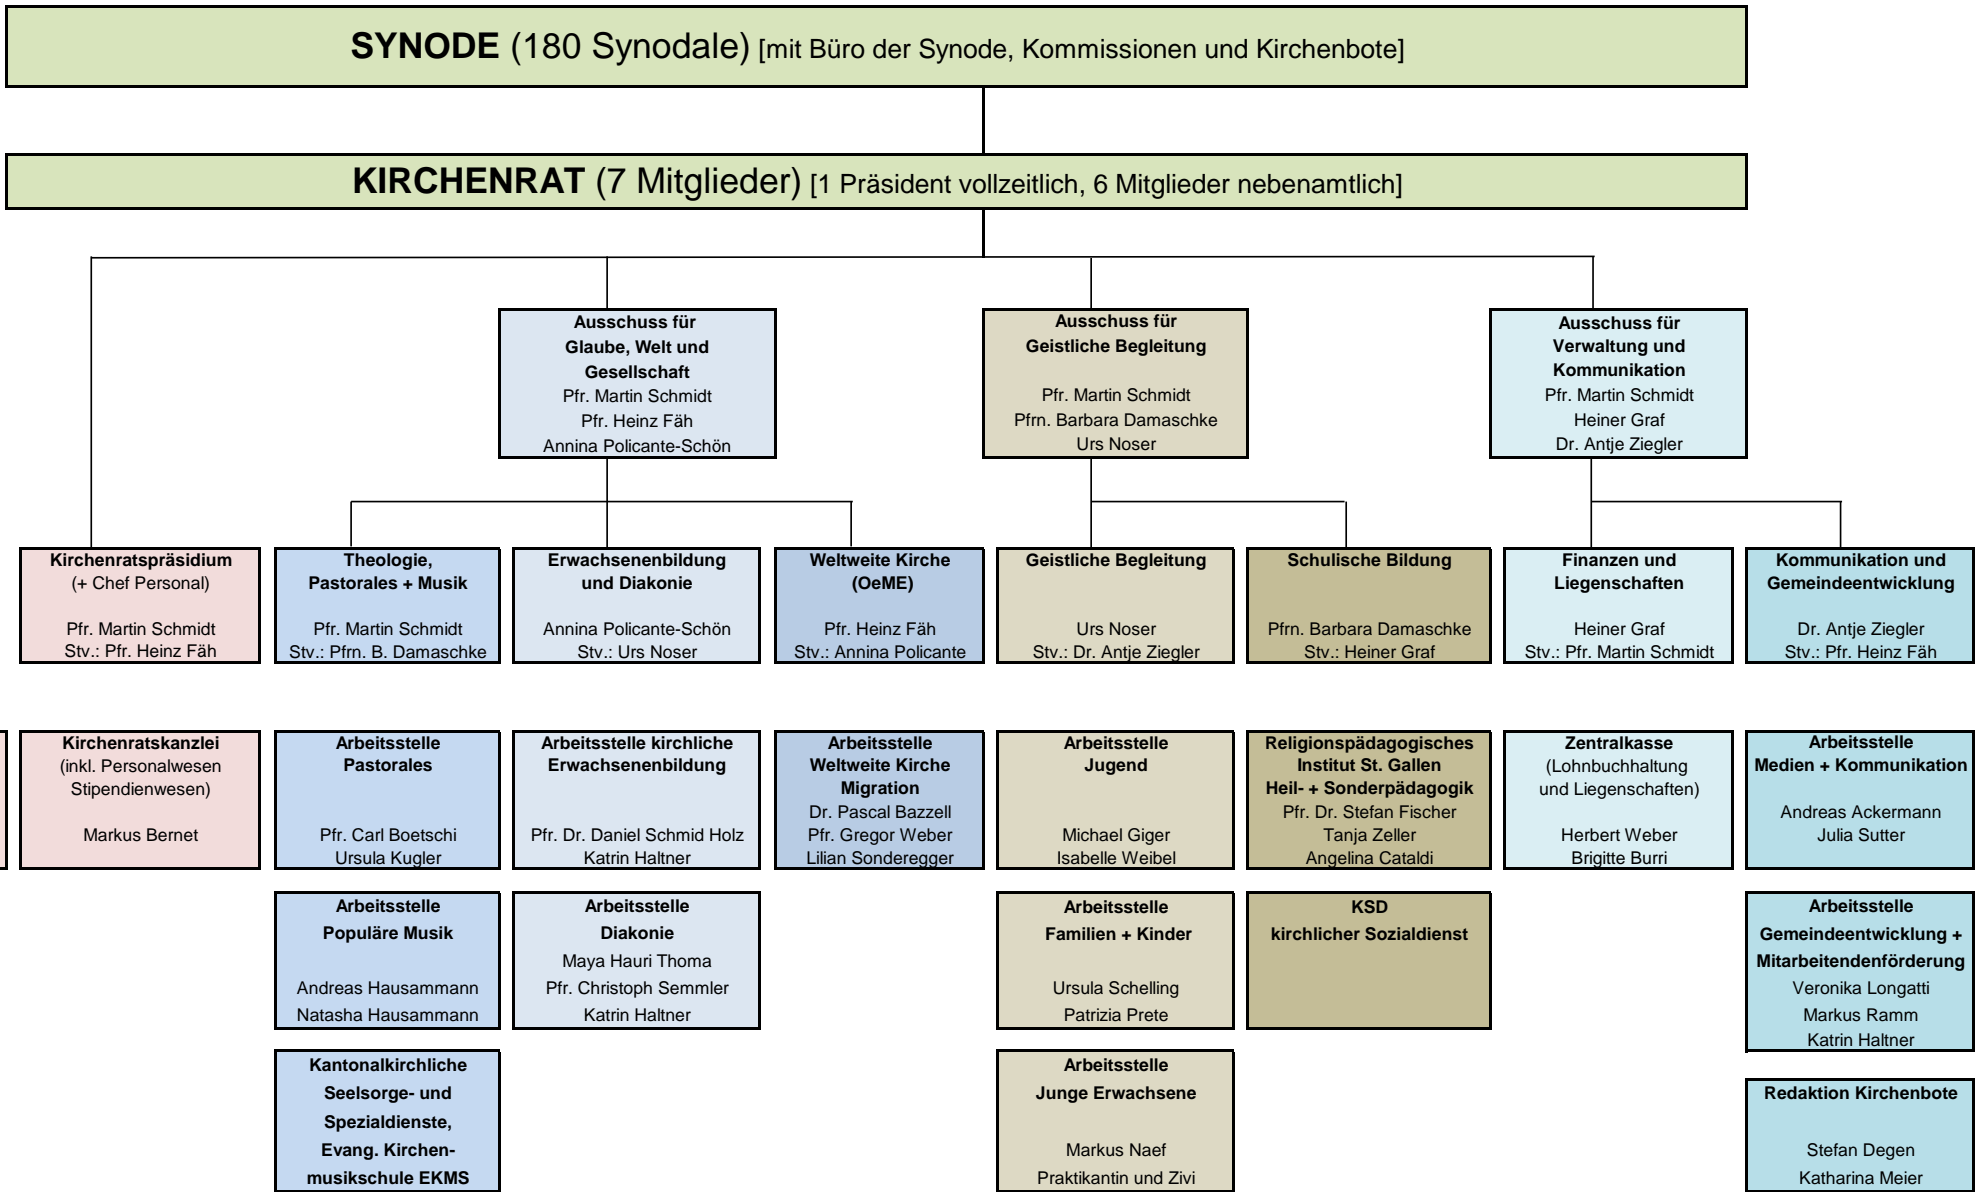 SYNODE (180 Synodale) [mit Büro der Synode, Kommissionen und Kirchenbote]
KIRCHENRAT (7 Mitglieder) [1 Präsident vollzeitlich, 6 Mitglieder nebenamtlich]
Ausschuss für
Glaube, Welt und
Gesellschaft
Pfr. Martin Schmidt
Pfr. Heinz Fäh
Annina Policante-Schön
Ausschuss für
Geistliche Begleitung
Pfr. Martin Schmidt
Pfrn. Barbara Damaschke
Urs Noser
Ausschuss für
Verwaltung und
Kommunikation
Pfr. Martin Schmidt
Heiner Graf
Dr. Antje Ziegler
Kirchenratspräsidium
(+ Chef Personal)
Pfr. Martin Schmidt
Stv.: Pfr. Heinz Fäh
Theologie,
Pastorales + Musik
Pfr. Martin Schmidt
Stv.: Pfrn. B. Damaschke
Erwachsenenbildung
und Diakonie
Annina Policante-Schön
Stv.: Urs Noser
Weltweite Kirche
(OeME)
Pfr. Heinz Fäh
Stv.: Annina Policante
Geistliche Begleitung
Urs Noser
Stv.: Dr. Antje Ziegler
Schulische Bildung
Pfrn. Barbara Damaschke
Stv.: Heiner Graf
Finanzen und
Liegenschaften
Heiner Graf
Stv.: Pfr. Martin Schmidt
Kommunikation und
Gemeindeentwicklung
Dr. Antje Ziegler
Stv.: Pfr. Heinz Fäh
Kirchenratskanzlei
(inkl. Personalwesen
Stipendienwesen)
Markus Bernet
Arbeitsstelle
Pastorales
Pfr. Carl Boetschi
Ursula Kugler
Arbeitsstelle kirchliche
Erwachsenenbildung
Pfr. Dr. Daniel Schmid Holz
Katrin Haltner
Arbeitsstelle
Weltweite Kirche
Migration
Dr. Pascal Bazzell
Pfr. Gregor Weber
Lilian Sonderegger
Arbeitsstelle
Jugend
Michael Giger
Isabelle Weibel
Religionspädagogisches
Institut St. Gallen
Heil- + Sonderpädagogik
Pfr. Dr. Stefan Fischer
Tanja Zeller
Angelina Cataldi
Zentralkasse
(Lohnbuchhaltung
und Liegenschaften)
Herbert Weber
Brigitte Burri
Arbeitsstelle
Medien + Kommunikation
Andreas Ackermann
Julia Sutter
Arbeitsstelle
Populäre Musik
Andreas Hausammann
Natasha Hausammann
Arbeitsstelle
Diakonie
Maya Hauri Thoma
Pfr. Christoph Semmler
Katrin Haltner
Arbeitsstelle
Familien + Kinder
Ursula Schelling
Patrizia Prete
KSD
kirchlicher Sozialdienst
Arbeitsstelle
Gemeindeentwicklung +
Mitarbeitendenförderung
Veronika Longatti
Markus Ramm
Katrin Haltner
Kantonalkirchliche
Seelsorge- und
Spezialdienste,
Evang. Kirchen-
musikschule EKMS
Arbeitsstelle
Junge Erwachsene
Markus Naef
Praktikantin und Zivi
Redaktion Kirchenbote
Stefan Degen
Katharina Meier